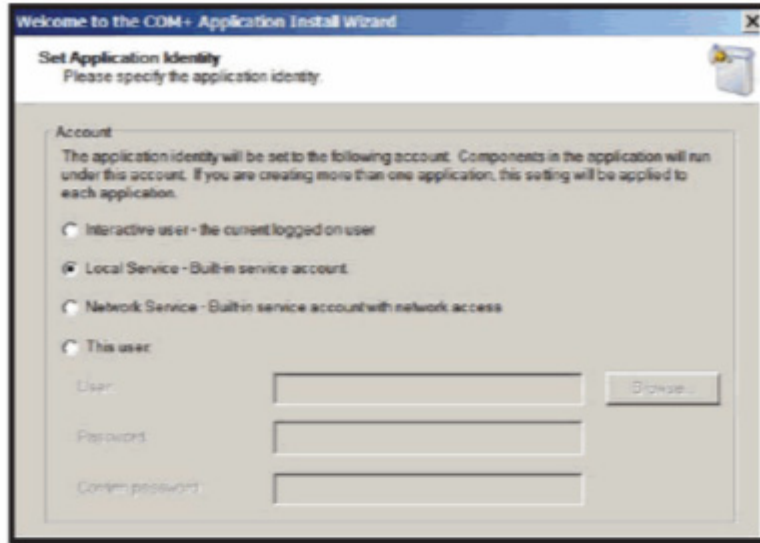 Welcome to the COM+ Application Install Wizard
Set Application Identity
Please specify the application identity.
Account
The application identity will be set to the following account. Components in the application will run
under this account. If you are creating more than one application, this setting will be applied to
each application.
Interactive user - the current logged on user
Local Service - Built-in service account.
Network Service - Built-in service account with network access
This user:
User:
Browse...
Password:
Confirm password: